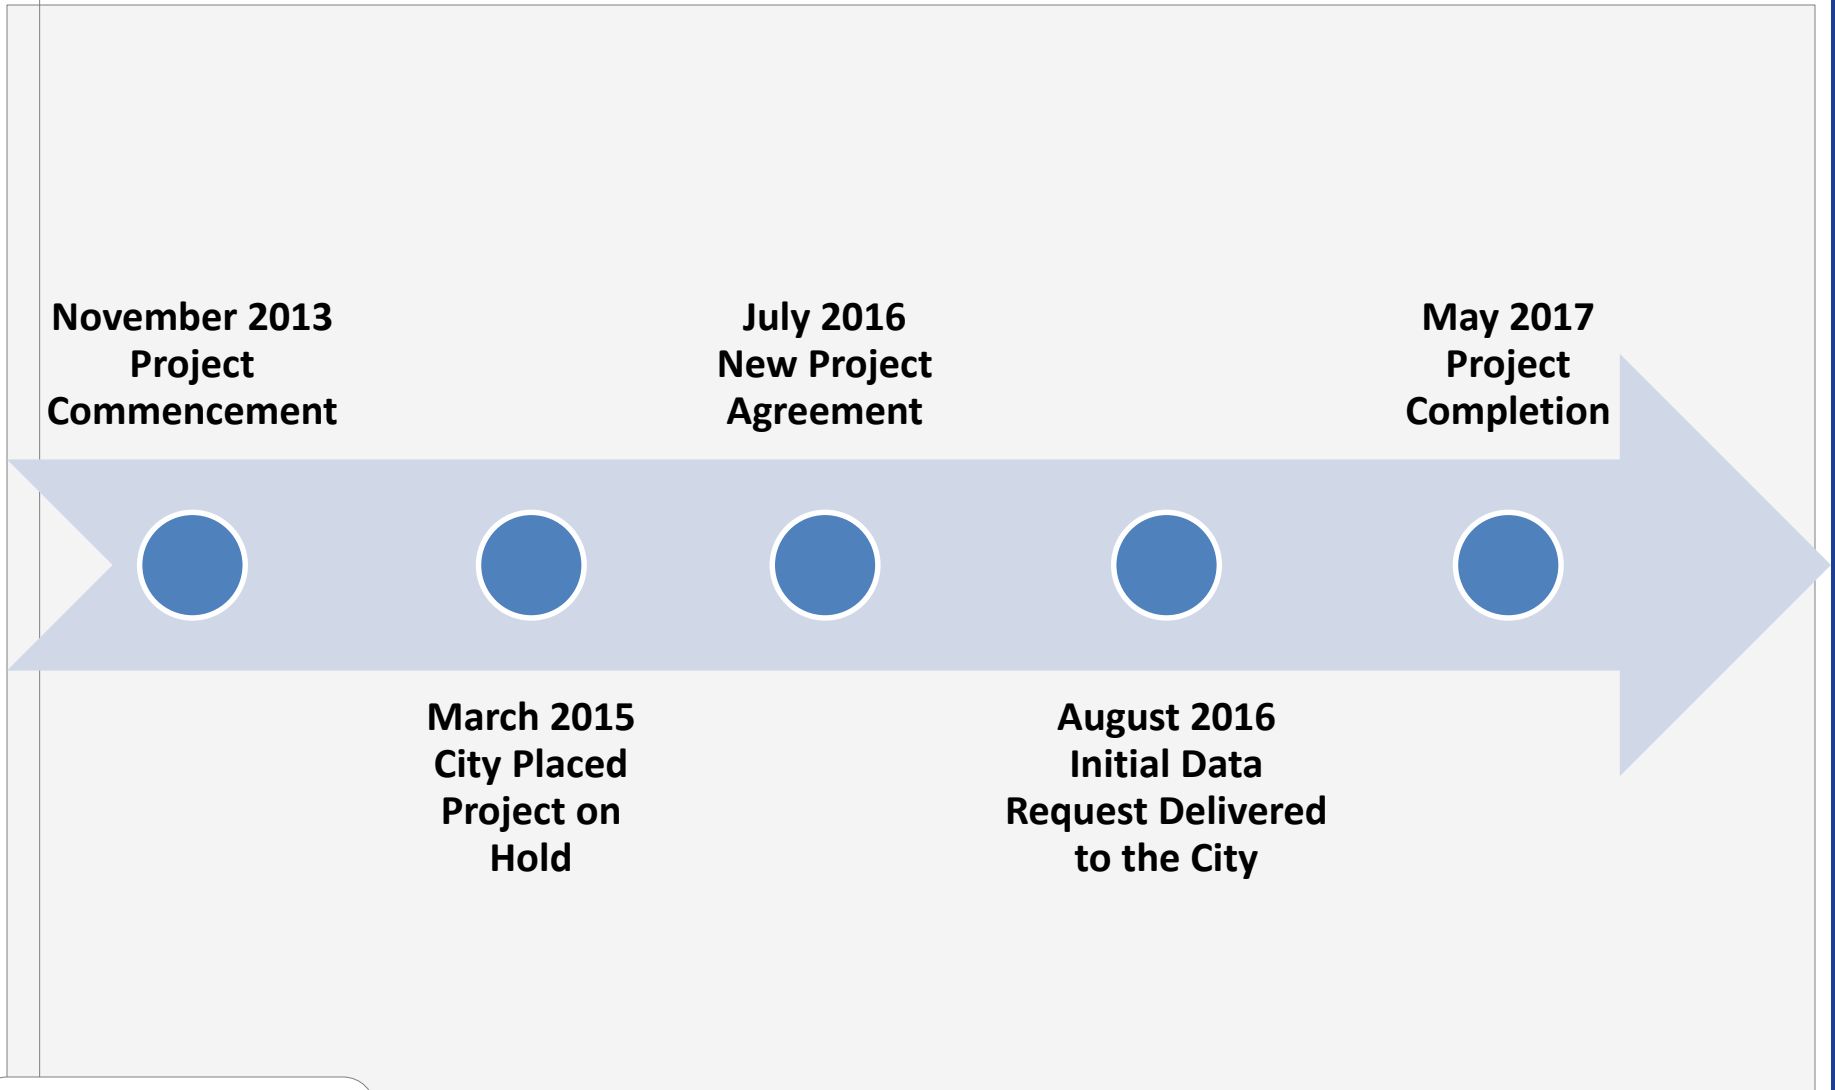 November 2013
Project
Commencement
March 2015
City Placed
Project on
Hold
July 2016
New Project
Agreement
August 2016
Initial Data
Request Delivered
to the City
May 2017
Project
Completion